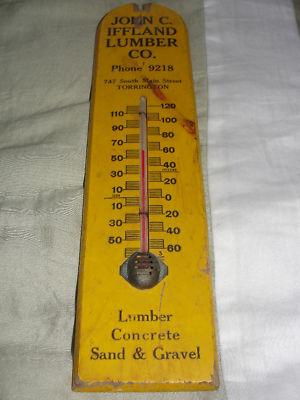 JOHN C.
IFFLAND
LUMBER
CO.
Phone 9218
747 South Main Street
TORRINGTON
120
110
100
90
80
70
60
50
40
30
20
10
0
10
20
30
40
50
60
Lumber
Concrete
Sand & Gravel